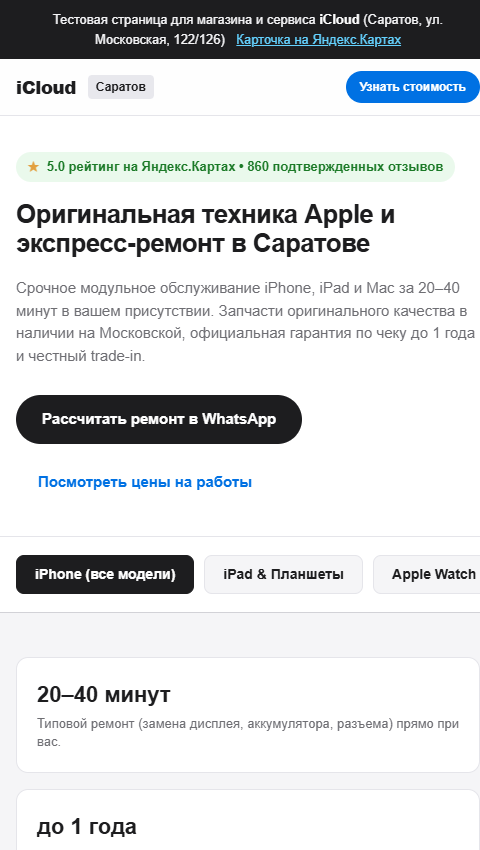 Тестовая страница для магазина и сервиса iCloud (Саратов, ул.
Московская, 122/126) Карточка на Яндекс.Картах
iCloud Саратов Узнать стоимость
★ 5.0 рейтинг на Яндекс.Картах • 860 подтвержденных отзывов
Оригинальная техника Apple и
экспресс-ремонт в Саратове
Срочное модульное обслуживание iPhone, iPad и Mac за 20–40
минут в вашем присутствии. Запчасти оригинального качества в
наличии на Московской, официальная гарантия по чеку до 1 года
и честный trade-in.
Рассчитать ремонт в WhatsApp
Посмотреть цены на работы
iPhone (все модели) iPad & Планшеты Apple Watch
20–40 минут
Типовой ремонт (замена дисплея, аккумулятора, разъема) прямо при
вас.
до 1 года